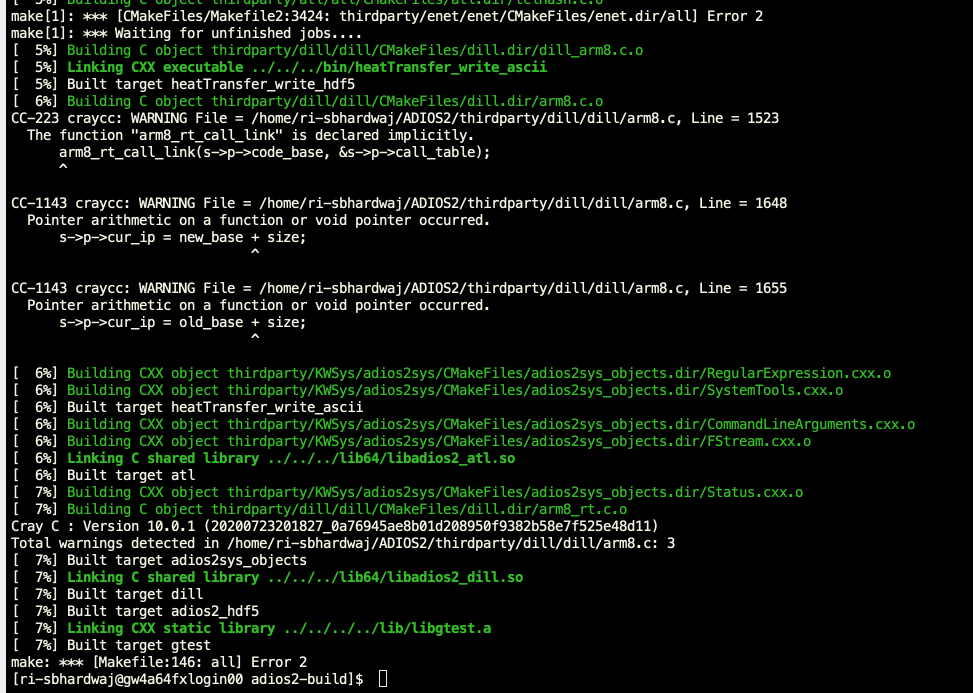 [  5%] Building C object thirdparty/atl/atl/CMakeFiles/atl.dir/tclHash.c.o
make[1]: *** [CMakeFiles/Makefile2:3424: thirdparty/enet/enet/CMakeFiles/enet.dir/all] Error 2
make[1]: *** Waiting for unfinished jobs....
[  5%] Building C object thirdparty/dill/dill/CMakeFiles/dill.dir/dill_arm8.c.o
[  5%] Linking CXX executable ../../../bin/heatTransfer_write_ascii
[  5%] Built target heatTransfer_write_hdf5
[  6%] Building C object thirdparty/dill/dill/CMakeFiles/dill.dir/arm8.c.o
CC-223 craycc: WARNING File = /home/ri-sbhardwaj/ADIOS2/thirdparty/dill/dill/arm8.c, Line = 1523
  The function "arm8_rt_call_link" is declared implicitly.
      arm8_rt_call_link(s->p->code_base, &s->p->call_table);
      ^
CC-1143 craycc: WARNING File = /home/ri-sbhardwaj/ADIOS2/thirdparty/dill/dill/arm8.c, Line = 1648
  Pointer arithmetic on a function or void pointer occurred.
      s->p->cur_ip = new_base + size;
                              ^
CC-1143 craycc: WARNING File = /home/ri-sbhardwaj/ADIOS2/thirdparty/dill/dill/arm8.c, Line = 1655
  Pointer arithmetic on a function or void pointer occurred.
      s->p->cur_ip = old_base + size;
                              ^
[  6%] Building CXX object thirdparty/KWSys/adios2sys/CMakeFiles/adios2sys_objects.dir/RegularExpression.cxx.o
[  6%] Building CXX object thirdparty/KWSys/adios2sys/CMakeFiles/adios2sys_objects.dir/SystemTools.cxx.o
[  6%] Built target heatTransfer_write_ascii
[  6%] Building CXX object thirdparty/KWSys/adios2sys/CMakeFiles/adios2sys_objects.dir/CommandLineArguments.cxx.o
[  6%] Building CXX object thirdparty/KWSys/adios2sys/CMakeFiles/adios2sys_objects.dir/FStream.cxx.o
[  6%] Linking C shared library ../../../lib64/libadios2_atl.so
[  6%] Built target atl
[  7%] Building CXX object thirdparty/KWSys/adios2sys/CMakeFiles/adios2sys_objects.dir/Status.cxx.o
[  7%] Building C object thirdparty/dill/dill/CMakeFiles/dill.dir/arm8_rt.c.o
Cray C : Version 10.0.1 (20200723201827_0a76945ae8b01d208950f9382b58e7f525e48d11)
Total warnings detected in /home/ri-sbhardwaj/ADIOS2/thirdparty/dill/dill/arm8.c: 3
[  7%] Built target adios2sys_objects
[  7%] Linking C shared library ../../../lib64/libadios2_dill.so
[  7%] Built target dill
[  7%] Built target adios2_hdf5
[  7%] Linking CXX static library ../../../../lib/libgtest.a
[  7%] Built target gtest
make: *** [Makefile:146: all] Error 2
[ri-sbhardwaj@gw4a64fxlogin00 adios2-build]$